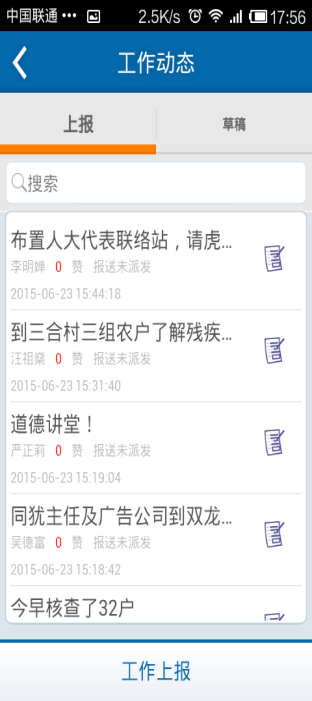 中国联通 ••• 2.5K/s 17:56
工作动态
上报 草稿
搜索
布置人大代表联络站，请虎...
李明婵 0 赞 报送未派发
2015-06-23 15:44:18
到三合村三组农户了解残疾...
汪祖燊 0 赞 报送未派发
2015-06-23 15:31:40
道德讲堂！
严正莉 0 赞 报送未派发
2015-06-23 15:19:04
同犹主任及广告公司到双龙...
吴德富 0 赞 报送未派发
2015-06-23 15:18:42
今早核查了32户
工作上报